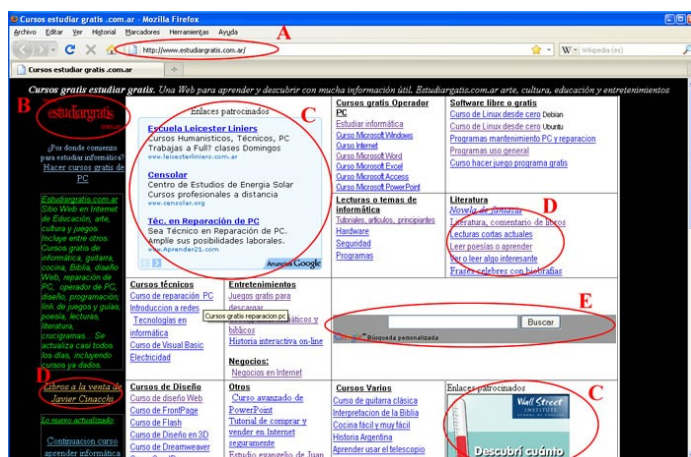 Cursos estudiar gratis .com.ar - Mozilla Firefox
Archivo Editar Ver Historial Marcadores Herramientas Ayuda
A
http://www.estudiargratis.com.ar/
W Wikipedia (es)
Cursos estudiar gratis .com.ar
Cursos gratis estudiar gratis. Una Web para aprender y descubrir con mucha información útil. Estudiargratis.com.ar arte, cultura, educación y entretenimientos
B
estudiargratis
¿Por donde comienzo
para estudiar informática?
Hacer cursos gratis de
PC
Estudiargratis.com.ar
Sitio Web en Internet
de Educación, arte,
cultura y juegos.
Incluye entre otros:
Cursos gratis de
informática, guitarra,
cocina, Biblia, diseño
Web, reparación de
PC, operador de PC,
diseño, programación;
link de juegos y guías,
poesía, lecturas,
literatura,
crucigramas... Se
actualiza casi todos
los días, incluyendo
cursos ya dados.
D
Libros a la venta de
Javier Cinacchi
Lo nuevo actualizado:
Continuacion curso
aprender informática
Enlaces patrocinados
C
Escuela Leicester Liniers
Cursos Humanísticos, Técnicos, PC
Trabajas a Full? clases Domingos
www.leicesterliniers.com.ar
Censolar
Centro de Estudios de Energia Solar
Cursos profesionales a distancia
www.censolar.org
Téc. en Reparación de PC
Sea Técnico en Reparación de PC.
Amplíe sus posibilidades laborales.
www.Aprender21.com
Anuncios Google
Cursos gratis Operador
PC
Estudiar informática
Curso Microsoft Windows
Curso Internet
Curso Microsoft Word
Curso Microsoft Excel
Curso Microsoft Access
Curso Microsoft PowerPoint
Software libre o gratis
Curso de Linux desde cero Debian
Curso de Linux desde cero Ubuntu
Programas mantenimiento PC y reparacion
Programas uso general
Curso hacer juego programa gratis
Lecturas o temas de
informática
Tutoriales, articulos, principiantes
Hardware
Seguridad
Programas
Literatura
D
Novela de fantasía
Literatura, comentario de libros
Lecturas cortas actuales
Leer poesías o aprender
Ver o leer algo interesante
Frases celebres con biografias
Cursos técnicos
Curso de reparación PC
Introduccion a redes
Tecnologías en
informática
Curso de Visual Basic
Electricidad
Cursos gratis reparacion pc
Entretenimientos
Juegos gratis para
descargar
bíblicos
Historia interactiva on-line
Negocios:
Negocios en Internet
E
Buscar
Búsqueda personalizada
Cursos de Diseño
Curso de diseño Web
Curso de FrontPage
Curso de Flash
Curso de Diseño en 3D
Curso de Dreamweaver
Otros
Curso avanzado de
PowerPoint
Tutorial de comprar y
vender en Internet
seguramente
Estudio evangelio de Juan
Cursos Varios
Curso de guitarra clásica
Interpretacion de la Biblia
Cocina fácil y muy fácil
Historia Argentina
Aprender usar el telescopio
Enlaces patrocinados
C
Wall Street
INSTITUTE
Descubrí cuánto